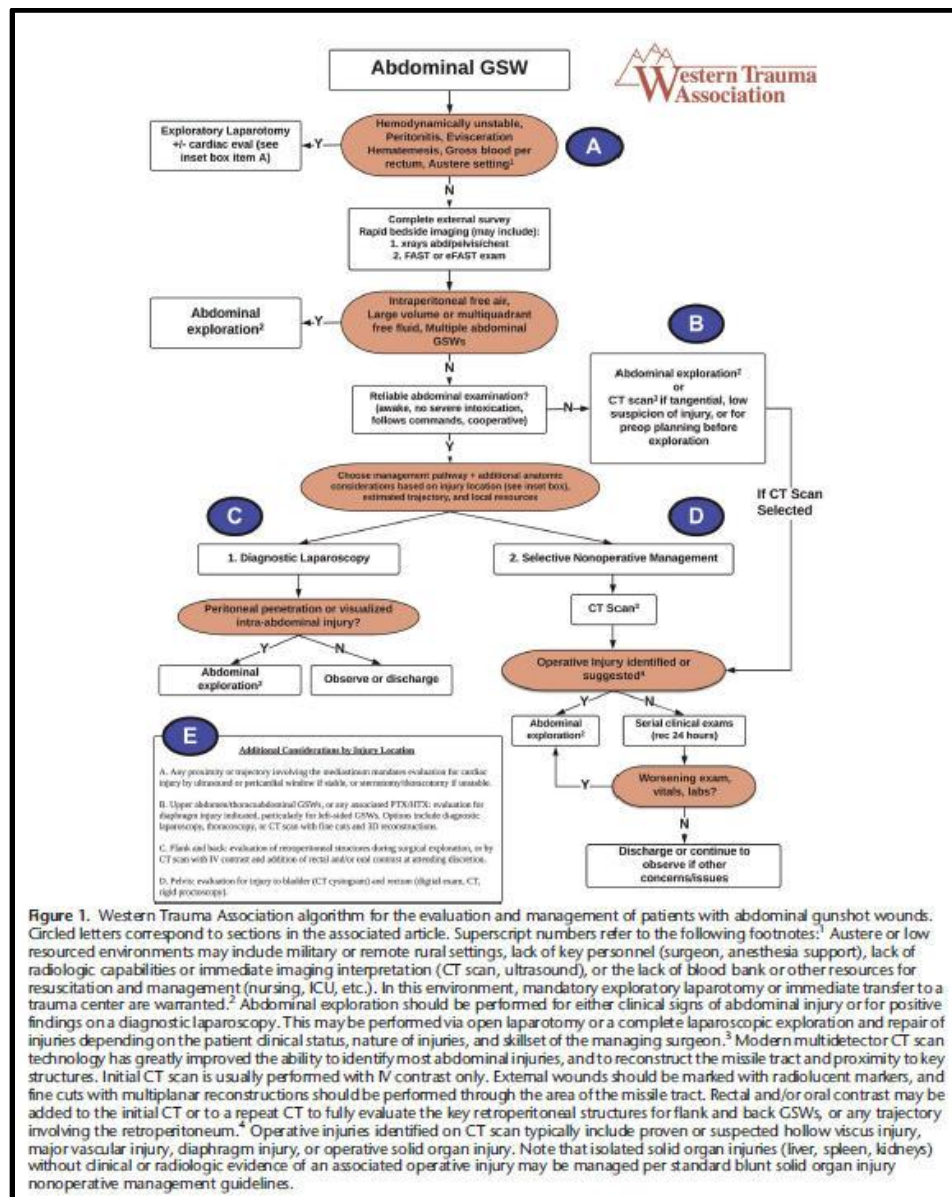 Abdominal GSW
Western Trauma
Association
Hemodynamically unstable,
Peritonitis, Evisceration
Hematemesis, Gross blood per
rectum, Austere setting¹
A
Exploratory Laparotomy
+/- cardiac eval (see
inset box item A)
Y
N
Complete external survey
Rapid bedside imaging (may include):
1. xrays abd/pelvis/chest
2. FAST or eFAST exam
Intraperitoneal free air,
Large volume or multiquadrant
free fluid, Multiple abdominal
GSWs
Y
Abdominal
exploration²
N
B
Reliable abdominal examination?
(awake, no severe intoxication,
follows commands, cooperative)
N
Abdominal exploration²
or
CT scan³ if tangential, low
suspicion of injury, or for
preop planning before
exploration
Y
Choose management pathway + additional anatomic
considerations based on injury location (see inset box),
estimated trajectory, and local resources
If CT Scan
Selected
C
D
1. Diagnostic Laparoscopy
2. Selective Nonoperative Management
Peritoneal penetration or visualized
intra-abdominal injury?
CT Scan³
Y
N
Abdominal
exploration²
Observe or discharge
Operative Injury identified or
suggested⁴
Y
N
Abdominal
exploration²
Serial clinical exams
(rec 24 hours)
Worsening exam,
vitals, labs?
Y
N
Discharge or continue to
observe if other
concerns/issues
E
Additional Considerations by Injury Location
A. Any proximity or trajectory involving the mediastinum mandates evaluation for cardiac
injury by ultrasound or pericardial window if stable, or sternotomy/thoracotomy if unstable.
B. Upper abdomen/thoracoabdominal GSWs, or any associated PTX/HTX: evaluation for
diaphragm injury indicated, particularly for left-sided GSWs. Options include diagnostic
laparoscopy, thoracoscopy, or CT scan with fine cuts and 3D reconstructions.
C. Flank and back: evaluation of retroperitoneal structures during surgical exploration, or by
CT scan with IV contrast and addition of rectal and/or oral contrast at attending discretion.
D. Pelvis: evaluation for injury to bladder (CT cystogram) and rectum (digital exam, CT,
rigid proctoscopy).
Figure 1. Western Trauma Association algorithm for the evaluation and management of patients with abdominal gunshot wounds.
Circled letters correspond to sections in the associated article. Superscript numbers refer to the following footnotes:¹ Austere or low
resourced environments may include military or remote rural settings, lack of key personnel (surgeon, anesthesia support), lack of
radiologic capabilities or immediate imaging interpretation (CT scan, ultrasound), or the lack of blood bank or other resources for
resuscitation and management (nursing, ICU, etc.). In this environment, mandatory exploratory laparotomy or immediate transfer to a
trauma center are warranted.² Abdominal exploration should be performed for either clinical signs of abdominal injury or for positive
findings on a diagnostic laparoscopy. This may be performed via open laparotomy or a complete laparoscopic exploration and repair of
injuries depending on the patient clinical status, nature of injuries, and skillset of the managing surgeon.³ Modern multidetector CT scan
technology has greatly improved the ability to identify most abdominal injuries, and to reconstruct the missile tract and proximity to key
structures. Initial CT scan is usually performed with IV contrast only. External wounds should be marked with radiolucent markers, and
fine cuts with multiplanar reconstructions should be performed through the area of the missile tract. Rectal and/or oral contrast may be
added to the initial CT or to a repeat CT to fully evaluate the key retroperitoneal structures for flank and back GSWs, or any trajectory
involving the retroperitoneum.⁴ Operative injuries identified on CT scan typically include proven or suspected hollow viscus injury,
major vascular injury, diaphragm injury, or operative solid organ injury. Note that isolated solid organ injuries (liver, spleen, kidneys)
without clinical or radiologic evidence of an associated operative injury may be managed per standard blunt solid organ injury
nonoperative management guidelines.